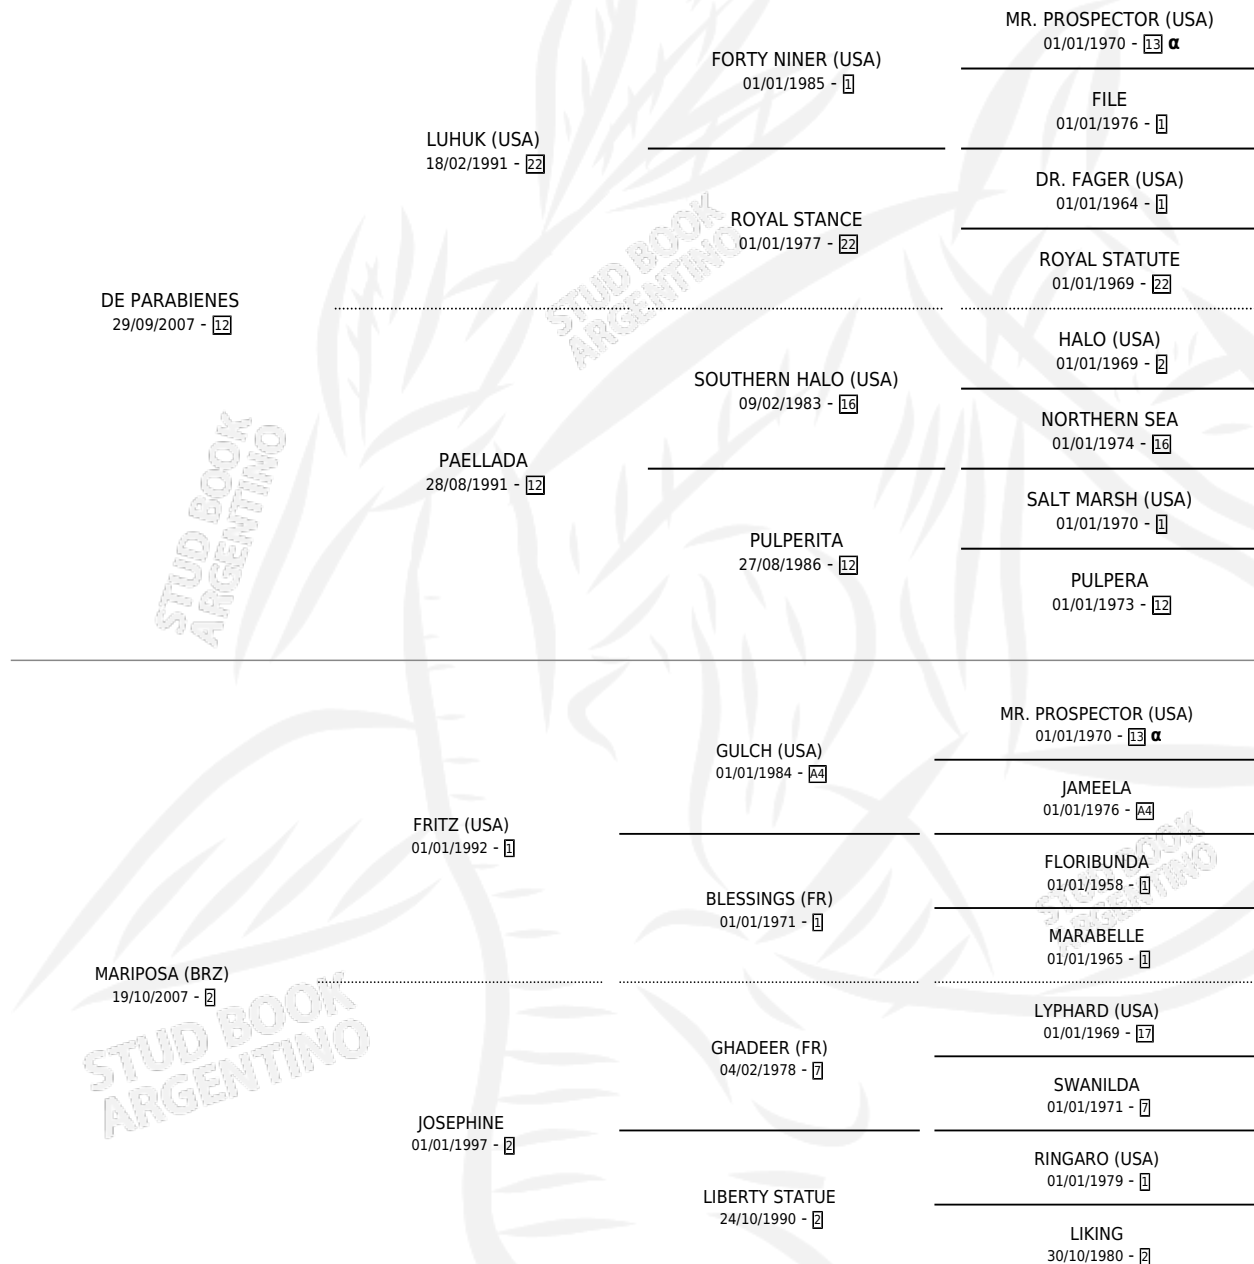 MR. PROSPECTOR (USA)
01/01/1970 - 13 α
FORTY NINER (USA)
01/01/1985 - 1
FILE
01/01/1976 - 1
LUHUK (USA)
18/02/1991 - 22
DR. FAGER (USA)
01/01/1964 - 1
ROYAL STANCE
01/01/1977 - 22
ROYAL STATUTE
01/01/1969 - 22
DE PARABIENES
29/09/2007 - 12
HALO (USA)
01/01/1969 - 2
SOUTHERN HALO (USA)
09/02/1983 - 16
NORTHERN SEA
01/01/1974 - 16
PAELLADA
28/08/1991 - 12
SALT MARSH (USA)
01/01/1970 - 1
PULPERITA
27/08/1986 - 12
PULPERA
01/01/1973 - 12
MR. PROSPECTOR (USA)
01/01/1970 - 13 α
GULCH (USA)
01/01/1984 - A4
JAMEELA
01/01/1976 - A4
FRITZ (USA)
01/01/1992 - 1
FLORIBUNDA
01/01/1958 - 1
BLESSINGS (FR)
01/01/1971 - 1
MARABELLE
01/01/1965 - 1
MARIPOSA (BRZ)
19/10/2007 - 2
LYPHARD (USA)
01/01/1969 - 17
GHADEER (FR)
04/02/1978 - 7
SWANILDA
01/01/1971 - 7
JOSEPHINE
01/01/1997 - 2
RINGARO (USA)
01/01/1979 - 1
LIBERTY STATUE
24/10/1990 - 2
LIKING
30/10/1980 - 2
STUD BOOK
ARGENTINO
STUD BOOK
ARGENTINO
STUD BOOK
ARGENTINO
STUD BOOK
ARGENTINO